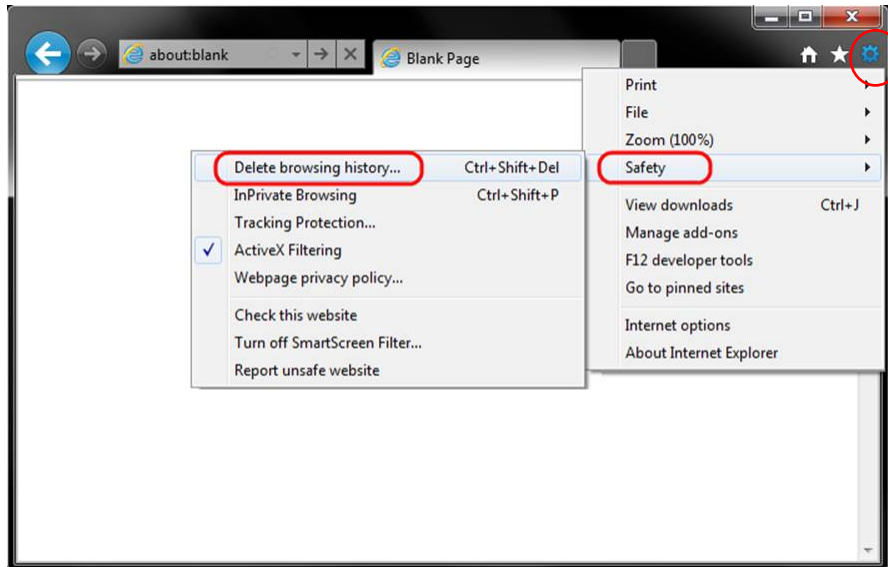 about:blank
Blank Page
Print
File
Zoom (100%)
Safety
View downloads Ctrl+J
Manage add-ons
F12 developer tools
Go to pinned sites
Internet options
About Internet Explorer
Delete browsing history... Ctrl+Shift+Del
InPrivate Browsing Ctrl+Shift+P
Tracking Protection...
ActiveX Filtering
Webpage privacy policy...
Check this website
Turn off SmartScreen Filter...
Report unsafe website